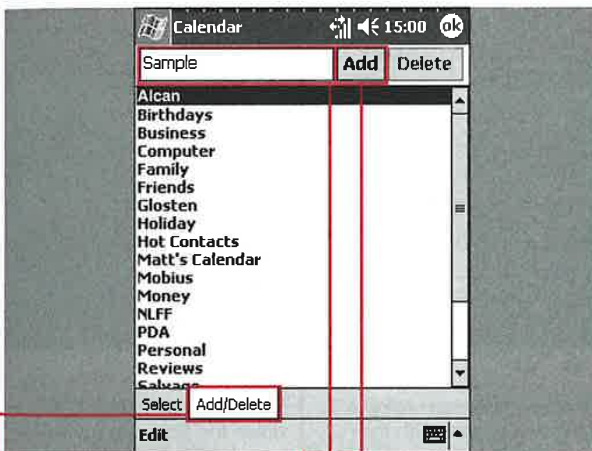 Calendar 15:00 ok
Sample Add Delete
Alcan
Birthdays
Business
Computer
Family
Friends
Glosten
Holiday
Hot Contacts
Matt's Calendar
Mobius
Money
NLFF
PDA
Personal
Reviews
Salvage
Select Add/Delete
Edit